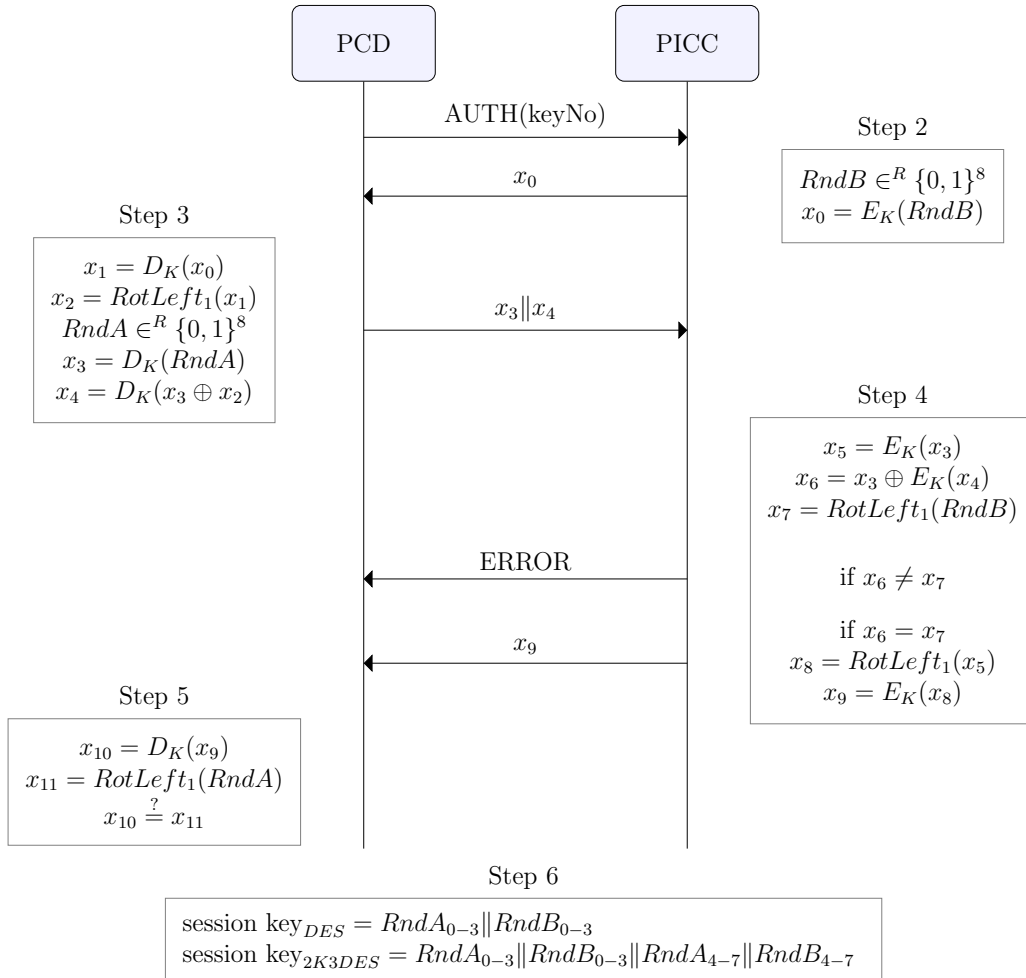 PCD
PICC
AUTH(keyNo)
Step 2
RndB ∈^R {0, 1}^8
x_0 = E_K(RndB)
x_0
Step 3
x_1 = D_K(x_0)
x_2 = RotLeft_1(x_1)
RndA ∈^R {0, 1}^8
x_3 = D_K(RndA)
x_4 = D_K(x_3 ⊕ x_2)
x_3‖x_4
Step 4
x_5 = E_K(x_3)
x_6 = x_3 ⊕ E_K(x_4)
x_7 = RotLeft_1(RndB)
ERROR
if x_6 ≠ x_7
if x_6 = x_7
x_8 = RotLeft_1(x_5)
x_9 = E_K(x_8)
x_9
Step 5
x_10 = D_K(x_9)
x_11 = RotLeft_1(RndA)
x_10 =^? x_11
Step 6
session key_DES = RndA_0−3‖RndB_0−3
session key_2K3DES = RndA_0−3‖RndB_0−3‖RndA_4−7‖RndB_4−7